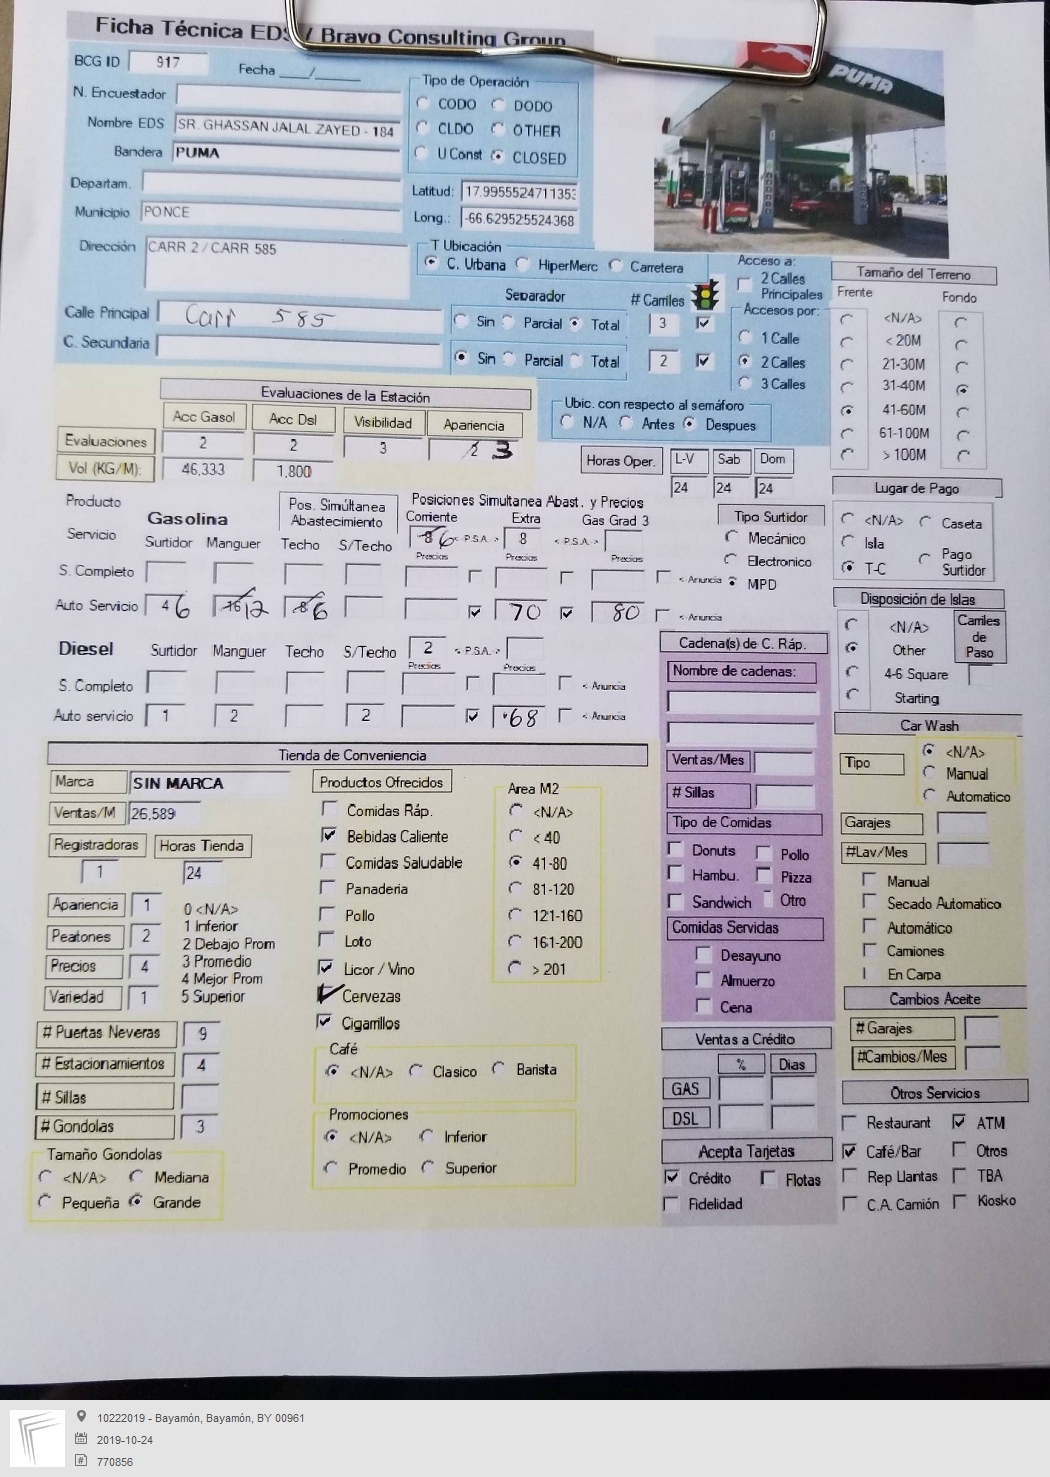 Ficha Técnica EDS / Bravo Consulting Group
BCG ID 917 Fecha ___/_____
N. Encuestador
Nombre EDS SR. GHASSAN JALAL ZAYED - 184
Bandera PUMA
Departam.
Municipio PONCE
Dirección CARR 2 / CARR 585
Calle Principal Carr 585
C. Secundaria
Tipo de Operación
CODO DODO
CLDO OTHER
U Const CLOSED
Latitud: 17.9955524711353
Long.: -66.629525524368
T Ubicación
C. Urbana HiperMerc Carretera
Separador # Carriles
Sin Parcial Total 3
Sin Parcial Total 2
PUMA
Acceso a:
2 Calles Principales
Accesos por:
1 Calle
2 Calles
3 Calles
Tamaño del Terreno
Frente Fondo
<N/A>
< 20M
21-30M
31-40M
41-60M
61-100M
> 100M
Evaluaciones de la Estación
Acc Gasol Acc Dsl Visibilidad Apariencia
Evaluaciones 2 2 3 2 3
Vol (KG/M): 46,333 1,800
Ubic. con respecto al semáforo
N/A Antes Despues
Horas Oper. L-V Sab Dom
24 24 24
Lugar de Pago
<N/A> Caseta
Isla
T-C Pago Surtidor
Producto
Servicio
Gasolina
Surtidor Manguer
Pos. Simúltanea Abastecimiento
Techo S/Techo
Posiciones Simultanea Abast. y Precios
Corriente Extra Gas Grad 3
8 6 < P.S.A. > 8 < P.S.A. >
Precios Precios Precios
S. Completo < Anuncia
Auto Servicio 4 6 16 12 8 6 70 80 < Anuncia
Tipo Surtidor
Mecánico
Electronico
MPD
Disposición de Islas
<N/A>
Other
4-6 Square
Starting
Carriles de Paso
Diesel Surtidor Manguer Techo S/Techo 2 < P.S.A. >
Precios Precios
S. Completo < Anuncia
Auto servicio 1 2 2 .68 < Anuncia
Cadena(s) de C. Ráp.
Nombre de cadenas:
Ventas/Mes
# Sillas
Tipo de Comidas
Donuts Pollo
Hambu. Pizza
Sandwich Otro
Comidas Servidas
Desayuno
Almuerzo
Cena
Car Wash
Tipo <N/A>
Manual
Automatico
Garajes
#Lav/Mes
Manual
Secado Automatico
Automático
Camiones
En Carpa
Cambios Aceite
# Garajes
#Cambios/Mes
Tienda de Conveniencia
Marca SIN MARCA
Ventas/M 26,589
Registradoras Horas Tienda
1 24
Apariencia 1
Peatones 2
Precios 4
Variedad 1
0 <N/A>
1 Inferior
2 Debajo Prom
3 Promedio
4 Mejor Prom
5 Superior
# Puertas Neveras 9
# Estacionamientos 4
# Sillas
# Gondolas 3
Tamaño Gondolas
<N/A> Mediana
Pequeña Grande
Productos Ofrecidos
Comidas Ráp.
Bebidas Caliente
Comidas Saludable
Panaderia
Pollo
Loto
Licor / Vino
Cervezas
Cigarrillos
Area M2
<N/A>
< 40
41-80
81-120
121-160
161-200
> 201
Café
<N/A> Clasico Barista
Promociones
<N/A> Inferior
Promedio Superior
Ventas a Crédito
% Dias
GAS
DSL
Acepta Tarjetas
Crédito Flotas
Fidelidad
Otros Servicios
Restaurant ATM
Café/Bar Otros
Rep Llantas TBA
C.A. Camión Kiosko
10222019 - Bayamón, Bayamón, BY 00961
2019-10-24
770856